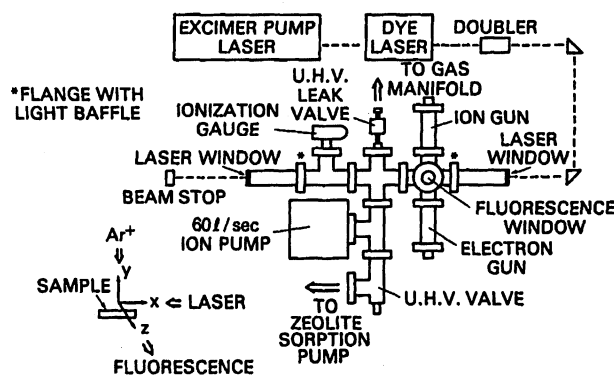 EXCIMER PUMP
LASER
DYE
LASER
DOUBLER
U.H.V.
LEAK
VALVE
TO GAS
MANIFOLD
*FLANGE WITH
LIGHT BAFFLE
IONIZATION
GAUGE
ION GUN
LASER
WINDOW
LASER WINDOW
*
*
BEAM STOP
60ℓ/sec
ION PUMP
FLUORESCENCE
WINDOW
ELECTRON
GUN
Ar+
y
SAMPLE
x
LASER
z
FLUORESCENCE
TO
ZEOLITE
SORPTION
PUMP
U.H.V. VALVE